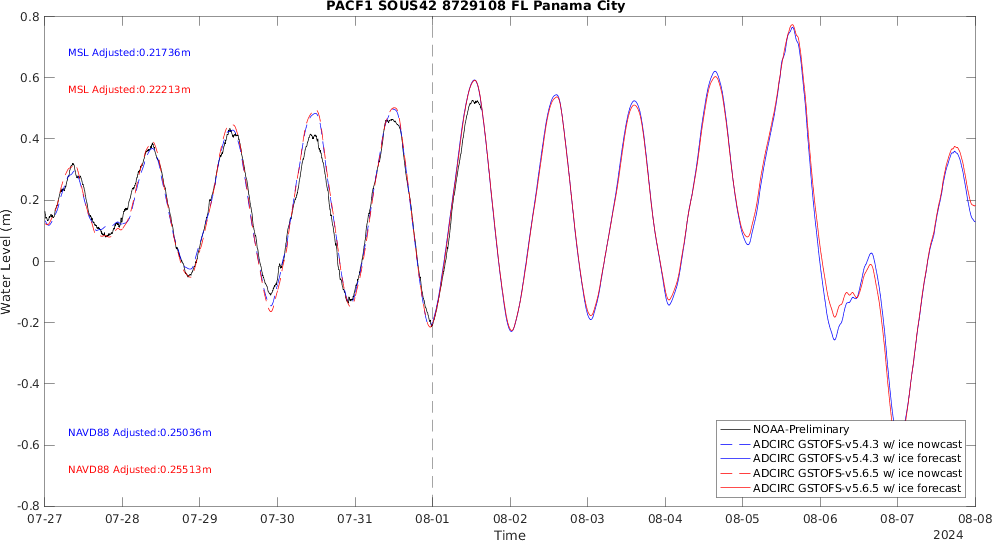 PACF1 SOUS42 8729108 FL Panama City
0.8
0.6
0.4
0.2
0
-0.2
-0.4
-0.6
-0.8
Water Level (m)
MSL Adjusted:0.21736m
MSL Adjusted:0.22213m
NAVD88 Adjusted:0.25036m
NAVD88 Adjusted:0.25513m
NOAA-Preliminary
ADCIRC GSTOFS-v5.4.3 w/ ice nowcast
ADCIRC GSTOFS-v5.4.3 w/ ice forecast
ADCIRC GSTOFS-v5.6.5 w/ ice nowcast
ADCIRC GSTOFS-v5.6.5 w/ ice forecast
07-27 07-28 07-29 07-30 07-31 08-01 08-02 08-03 08-04 08-05 08-06 08-07 08-08
Time
2024